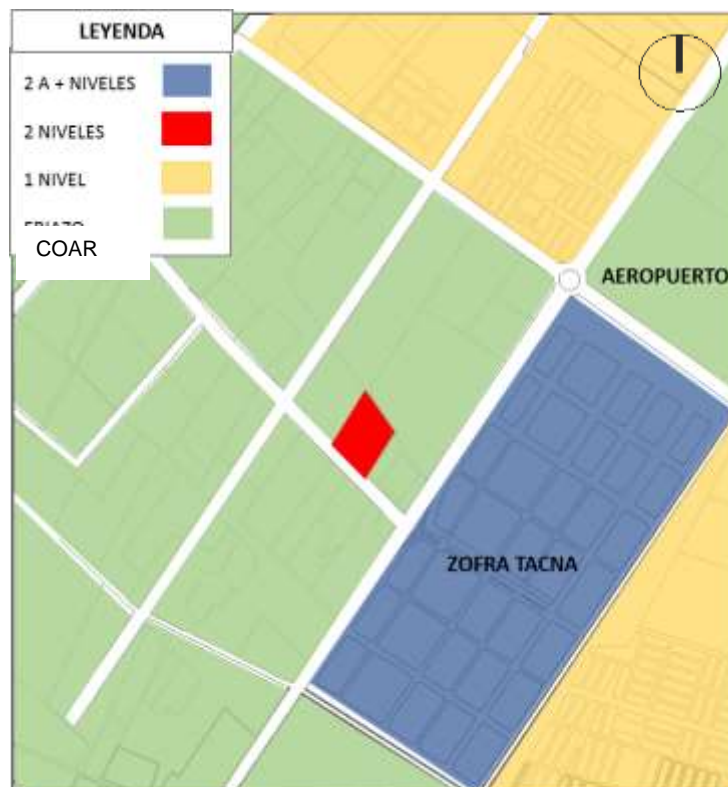 LEYENDA
2 A + NIVELES
2 NIVELES
1 NIVEL
COAR
AEROPUERTO
ZOFRA TACNA